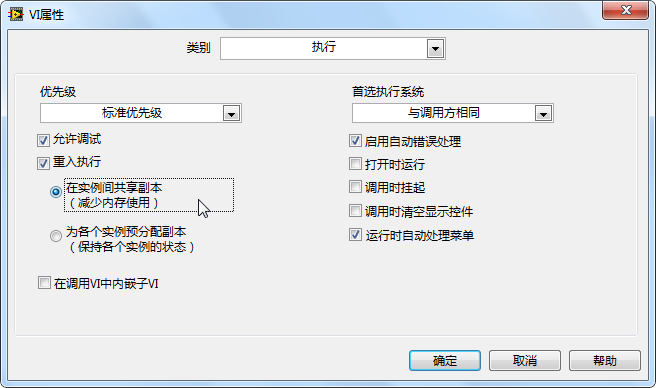 VI属性
类别
执行
优先级
标准优先级
允许调试
重入执行
在实例间共享副本
（减少内存使用）
为各个实例预分配副本
（保持各个实例的状态）
在调用VI中内嵌子VI
首选执行系统
与调用方相同
启用自动错误处理
打开时运行
调用时挂起
调用时清空显示控件
运行时自动处理菜单
确定
取消
帮助